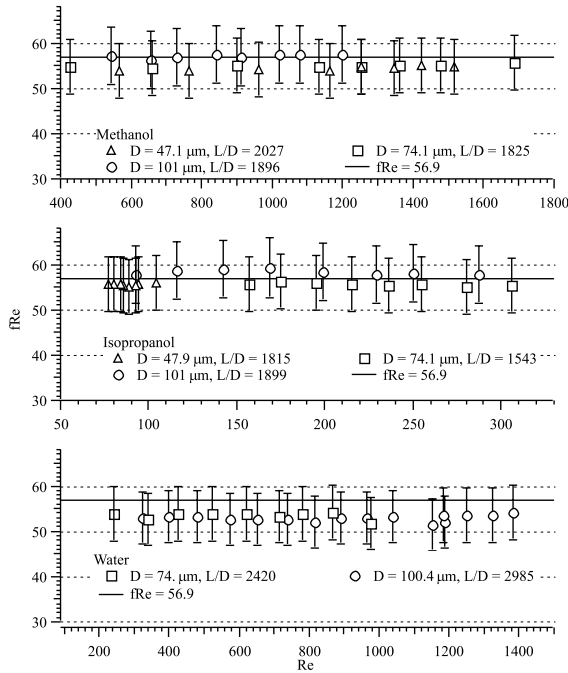 60
50
40
30
Methanol
D = 47.1 μm, L/D = 2027
D = 74.1 μm, L/D = 1825
D = 101 μm, L/D = 1896
fRe = 56.9
400 600 800 1000 1200 1400 1600 1800
fRe
60
50
40
30
Isopropanol
D = 47.9 μm, L/D = 1815
D = 74.1 μm, L/D = 1543
D = 101 μm, L/D = 1899
fRe = 56.9
50 100 150 200 250 300
60
50
40
30
Water
D = 74. μm, L/D = 2420
D = 100.4 μm, L/D = 2985
fRe = 56.9
200 400 600 800 1000 1200 1400
Re